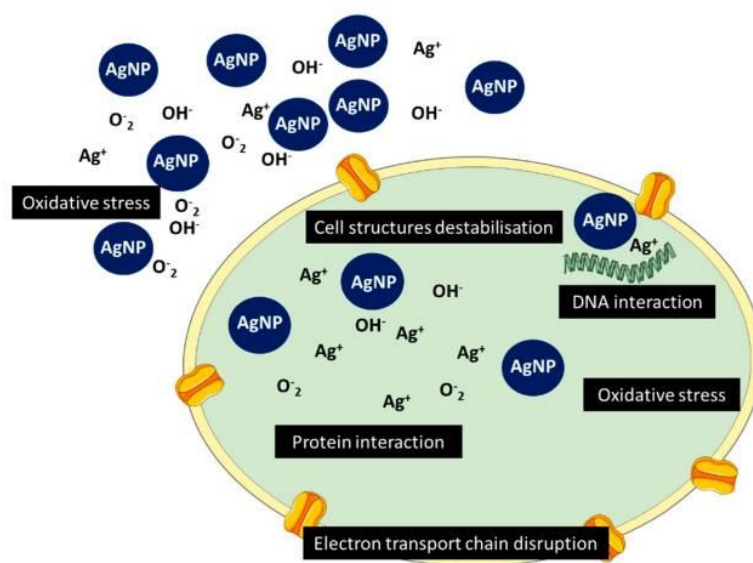 AgNP
AgNP
AgNP
Ag⁺
OH⁻
AgNP
AgNP
O⁻₂
OH⁻
Ag⁺
AgNP
OH⁻
Ag⁺
O⁻₂
OH⁻
AgNP
Oxidative stress
O⁻₂
OH⁻
AgNP
O⁻₂
Cell structures destabilisation
AgNP
Ag⁺
DNA interaction
Ag⁺
AgNP
OH⁻
AgNP
OH⁻
Ag⁺
Ag⁺
Ag⁺
AgNP
O⁻₂
Ag⁺
O⁻₂
Oxidative stress
Protein interaction
Electron transport chain disruption